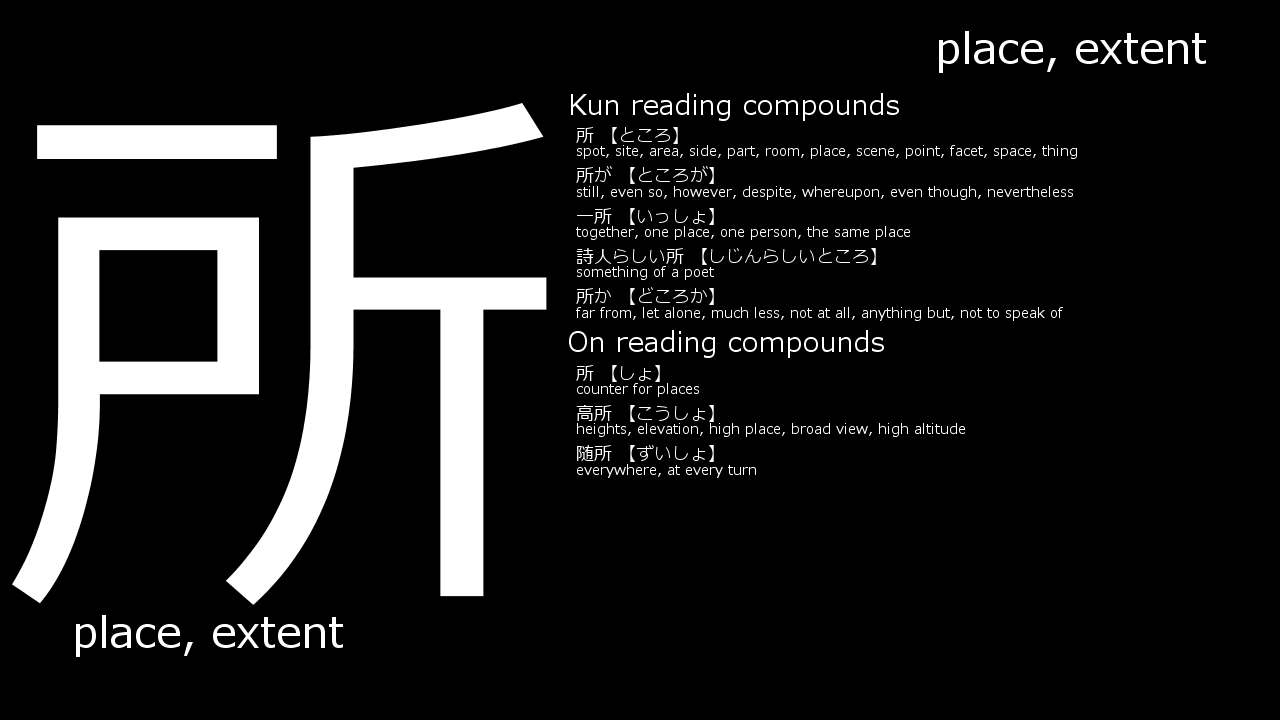 place, extent
所
Kun reading compounds
所 【ところ】
spot, site, area, side, part, room, place, scene, point, facet, space, thing
所が 【ところが】
still, even so, however, despite, whereupon, even though, nevertheless
一所 【いっしょ】
together, one place, one person, the same place
詩人らしい所 【しじんらしいところ】
something of a poet
所か 【どころか】
far from, let alone, much less, not at all, anything but, not to speak of
On reading compounds
所 【しょ】
counter for places
高所 【こうしょ】
heights, elevation, high place, broad view, high altitude
随所 【ずいしょ】
everywhere, at every turn
place, extent